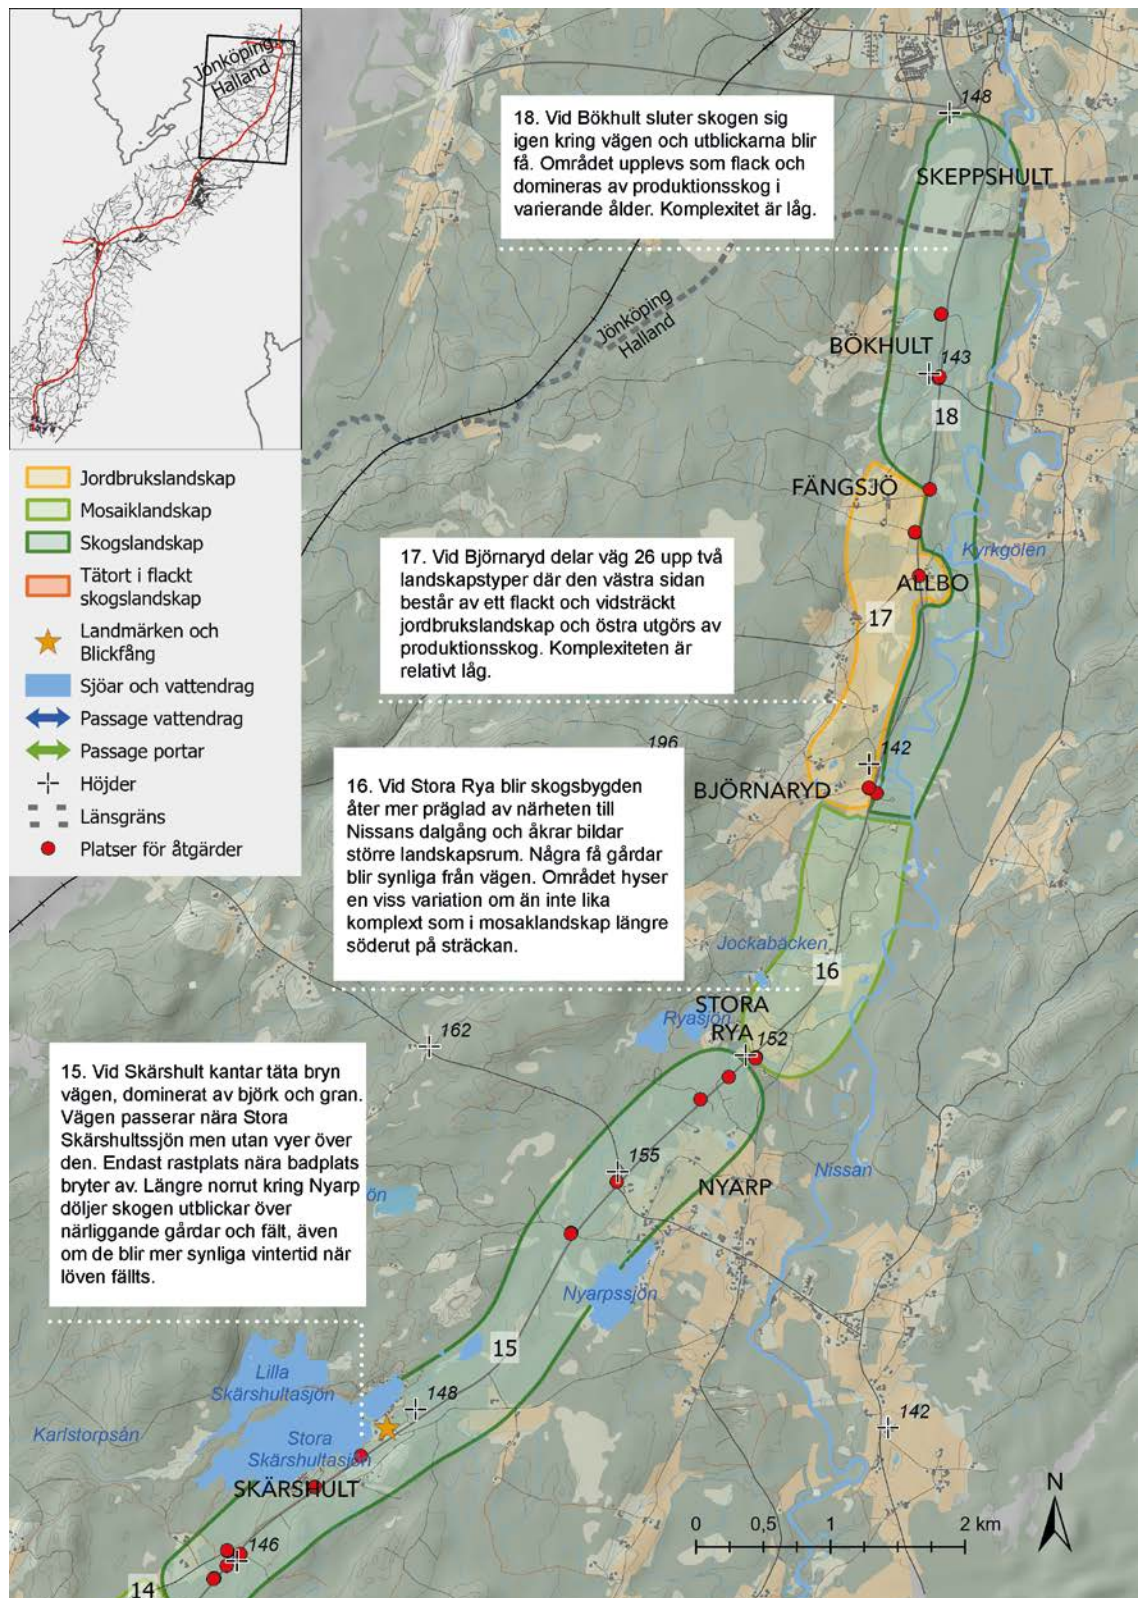 Jönköping
Halland
Jordbrukslandskap
Mosaiklandskap
Skogslandskap
Tätort i flackt
skogslandskap
Landmärken och
Blickfång
Sjöar och vattendrag
Passage vattendrag
Passage portar
Höjder
Länsgräns
Platser för åtgärder
18. Vid Bökhult sluter skogen sig
igen kring vägen och utblickarna blir
få. Området upplevs som flack och
domineras av produktionsskog i
varierande ålder. Komplexitet är låg.
148
SKEPPSHULT
Jönköping
Halland
BÖKHULT
143
18
FÄNGSJÖ
Kyrkgölen
ALLBO
17. Vid Björnaryd delar väg 26 upp två
landskapstyper där den västra sidan
består av ett flackt och vidsträckt
jordbrukslandskap och östra utgörs av
produktionsskog. Komplexiteten är
relativt låg.
17
196
142
BJÖRNARYD
16. Vid Stora Rya blir skogsbygden
åter mer präglad av närheten till
Nissans dalgång och åkrar bildar
större landskapsrum. Några få gårdar
blir synliga från vägen. Området hyser
en viss variation om än inte lika
komplext som i mosaklandskap längre
söderut på sträckan.
Jockabäcken
16
STORA
RYA
Ryasjön
152
162
15. Vid Skärshult kantar täta bryn
vägen, dominerat av björk och gran.
Vägen passerar nära Stora
Skärshultssjön men utan vyer över
den. Endast rastplats nära badplats
bryter av. Längre norrut kring Nyarp
döljer skogen utblickar över
närliggande gårdar och fält, även
om de blir mer synliga vintertid när
löven fällts.
155
NYARP
Nissan
ön
Nyarpssjön
15
Lilla
Skärshultasjön
148
Karlstorpsån
Stora
Skärshultasjön
142
SKÄRSHULT
146
14
N
0 0,5 1 2 km